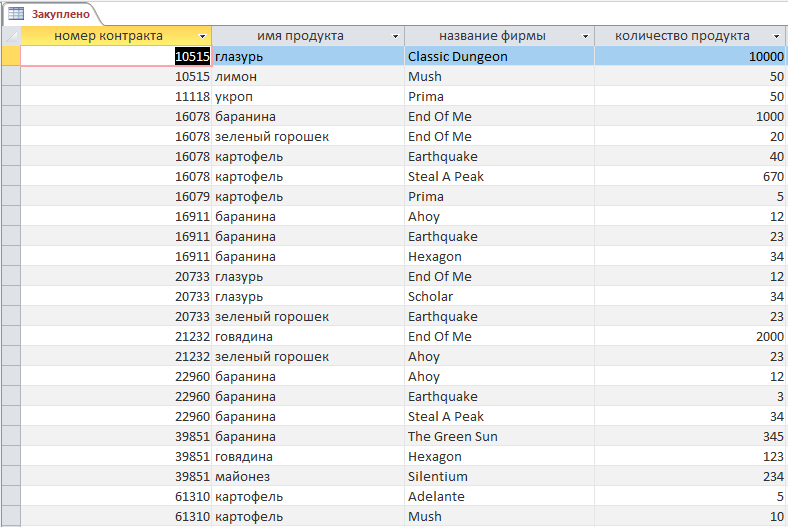 Закуплено
номер контракта имя продукта название фирмы количество продукта
10515 глазурь Classic Dungeon 10000
10515 лимон Mush 50
11118 укроп Prima 50
16078 баранина End Of Me 1000
16078 зеленый горошек End Of Me 20
16078 картофель Earthquake 40
16078 картофель Steal A Peak 670
16079 картофель Prima 5
16911 баранина Ahoy 12
16911 баранина Earthquake 23
16911 баранина Hexagon 34
20733 глазурь End Of Me 12
20733 глазурь Scholar 34
20733 зеленый горошек Earthquake 23
21232 говядина End Of Me 2000
21232 зеленый горошек Ahoy 23
22960 баранина Ahoy 12
22960 баранина Earthquake 3
22960 баранина Steal A Peak 34
39851 баранина The Green Sun 345
39851 говядина Hexagon 123
39851 майонез Silentium 234
61310 картофель Adelante 5
61310 картофель Mush 10